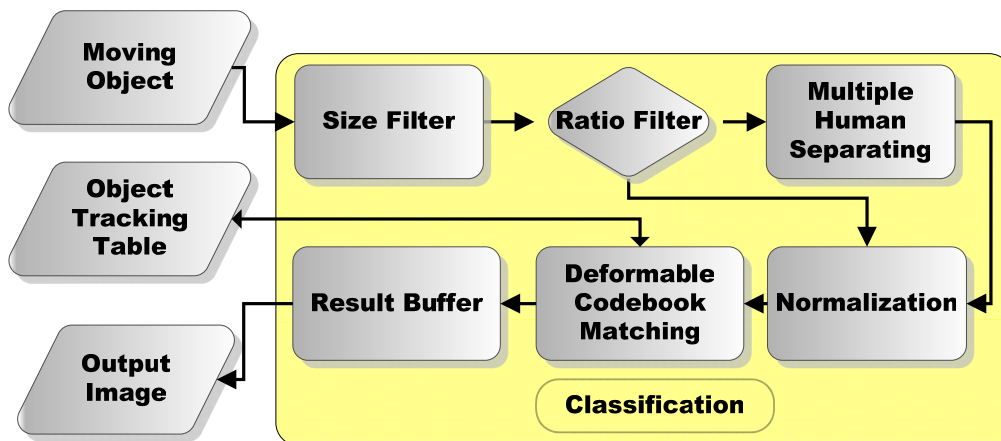 Moving
Object
Size Filter
Ratio Filter
Multiple
Human
Separating
Object
Tracking
Table
Result Buffer
Deformable
Codebook
Matching
Normalization
Output
Image
Classification